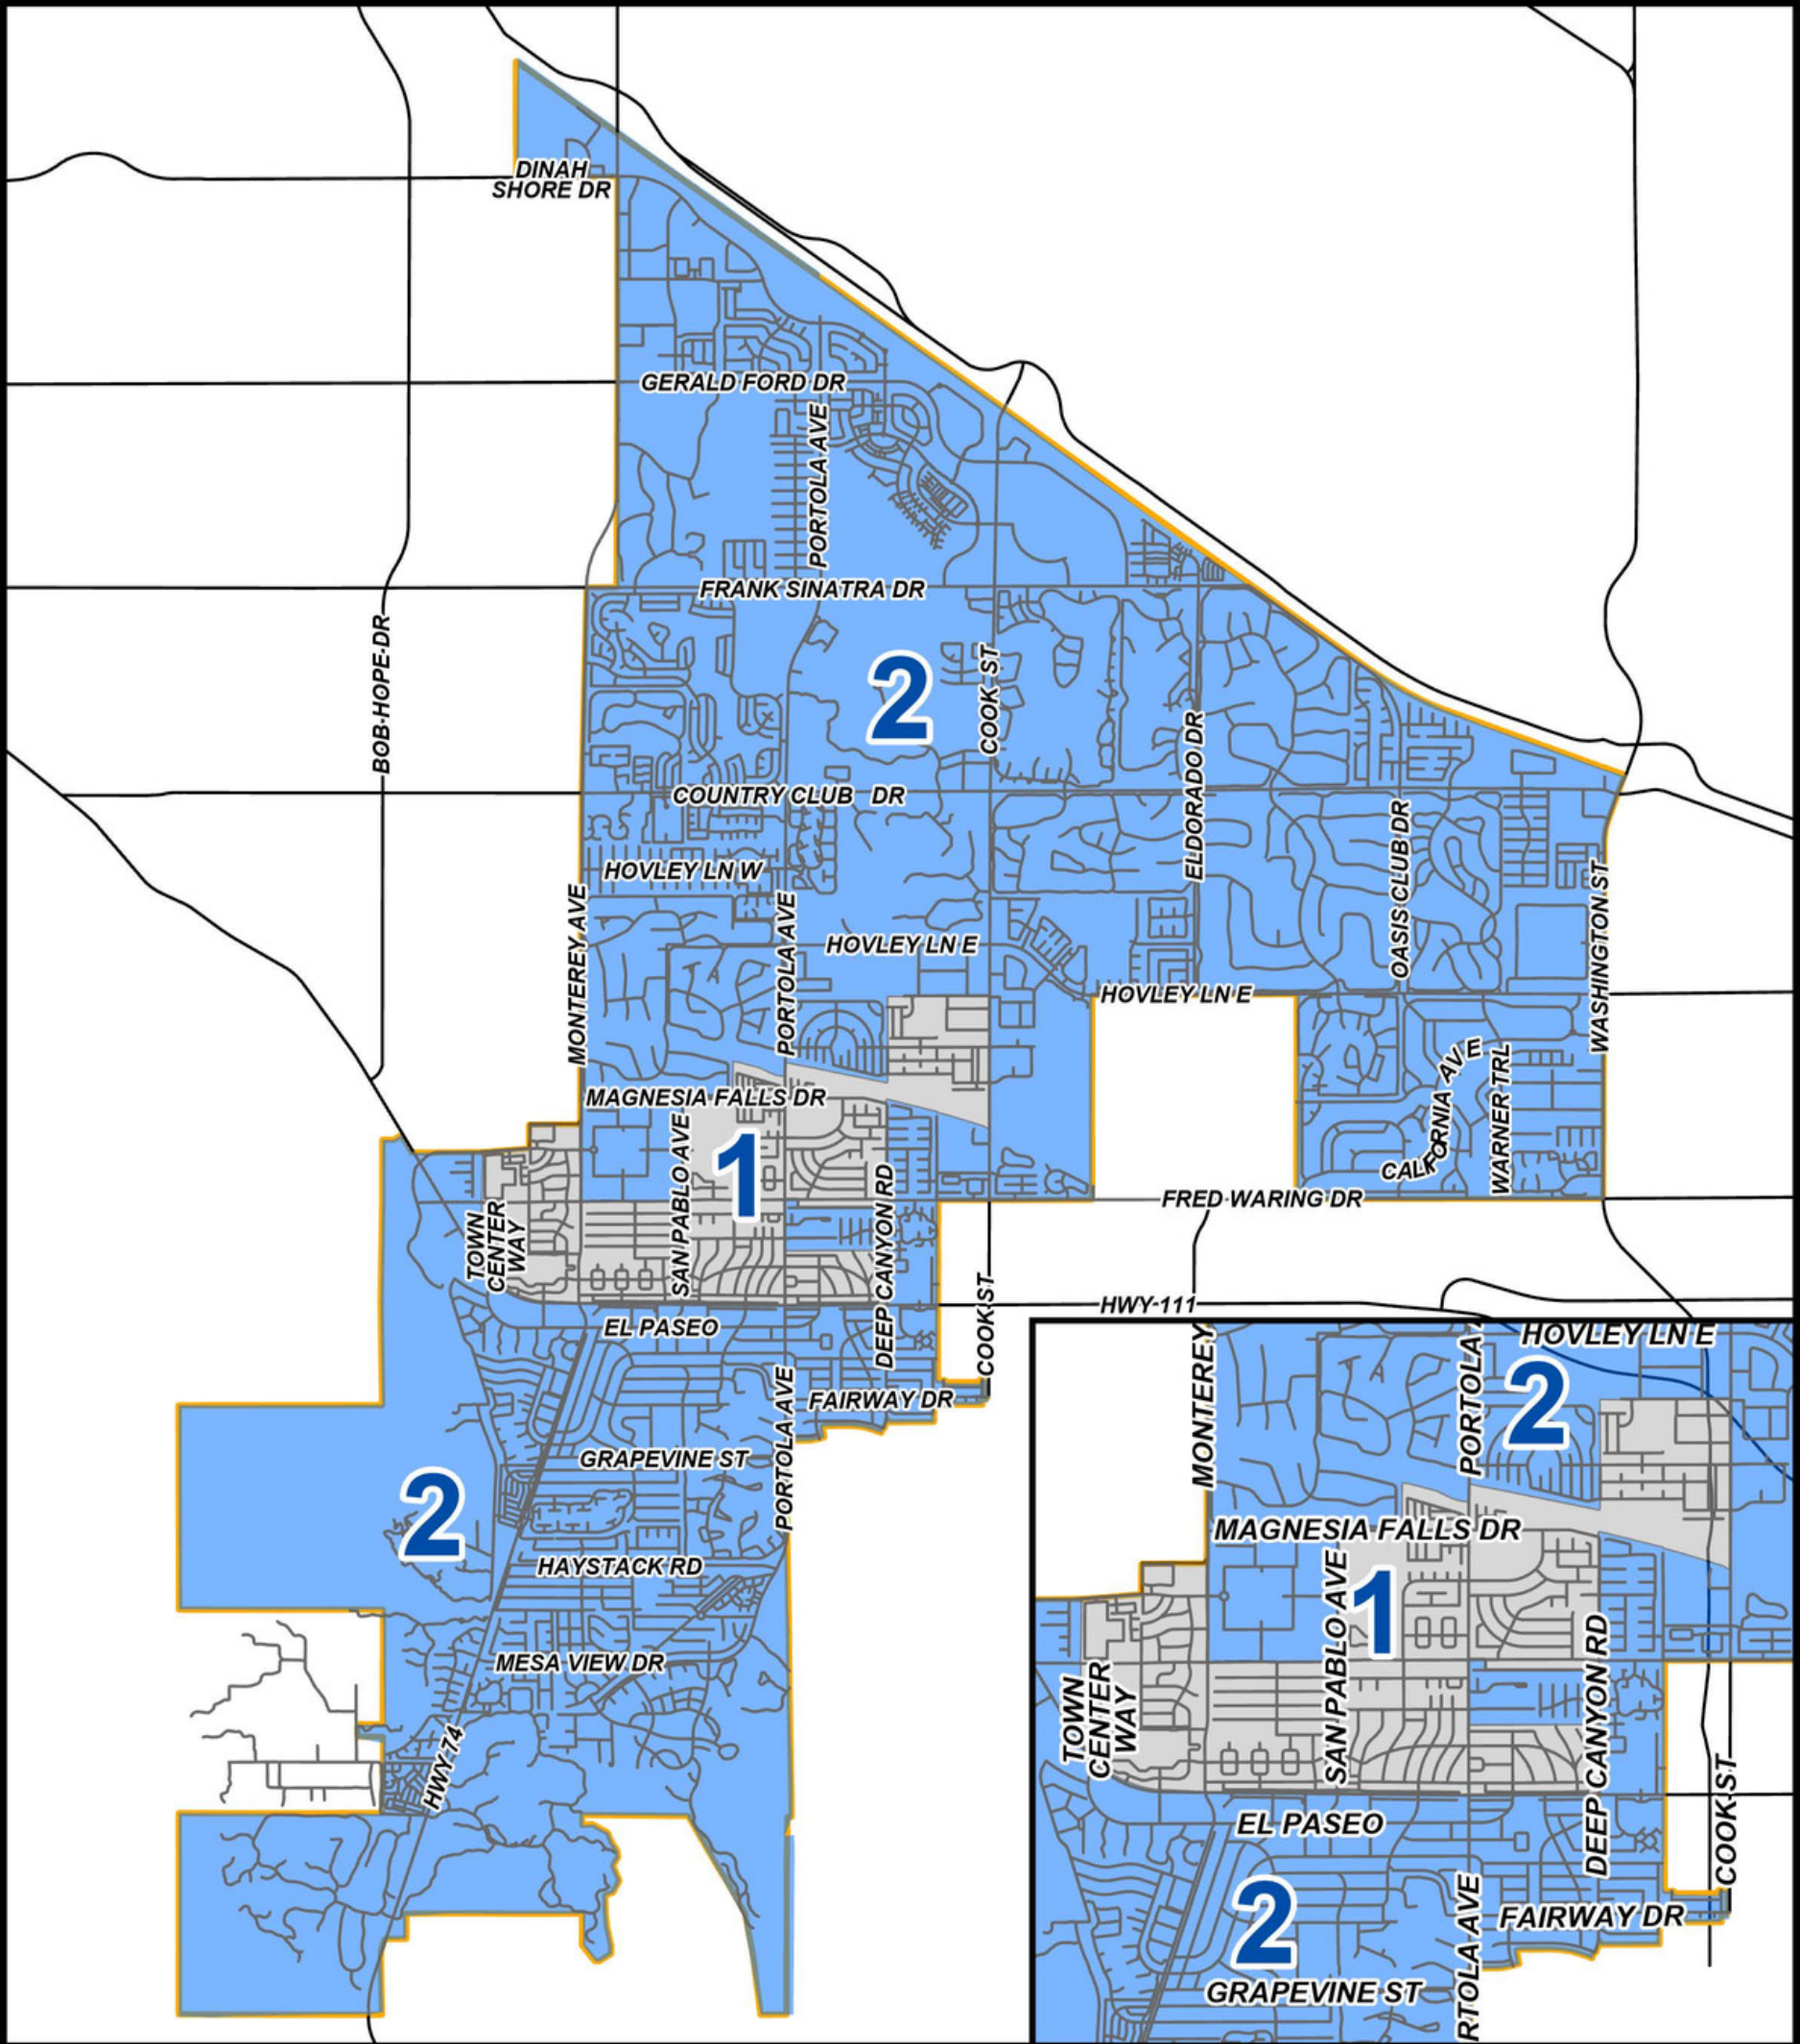 DINAH
SHORE DR
GERALD FORD DR
PORTOLA AVE
FRANK SINATRA DR
BOB HOPE DR
2
COOK ST
ELDORADO DR
COUNTRY CLUB DR
OASIS CLUB DR
HOVLEY LN W
MONTEREY AVE
PORTOLA AVE
WASHINGTON ST
HOVLEY LN E
HOVLEY LN E
CALIFORNIA AVE
WARNER TRL
MAGNESIA FALLS DR
SAN PABLO AVE
1
DEEP CANYON RD
FRED WARING DR
TOWN
CENTER
WAY
COOK ST
HWY 111
EL PASEO
PORTOLA AVE
FAIRWAY DR
GRAPEVINE ST
2
HAYSTACK RD
MESA VIEW DR
HWY 74
MONTEREY
PORTOLA
HOVLEY LN E
2
MAGNESIA FALLS DR
SAN PABLO AVE
1
DEEP CANYON RD
TOWN
CENTER
WAY
COOK ST
EL PASEO
2
RTOLA AVE
FAIRWAY DR
GRAPEVINE ST